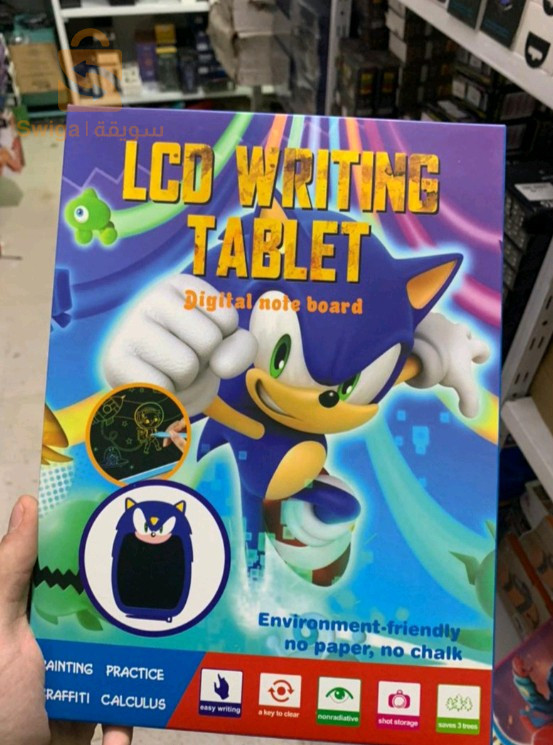 Swiqa | سويقة
LCD WRITING
TABLET
Digital note board
Environment-friendly
no paper, no chalk
AINTING PRACTICE
RAFFITI CALCULUS
easy writing
a key to clear
nonradiative
shot storage
saves 3 trees